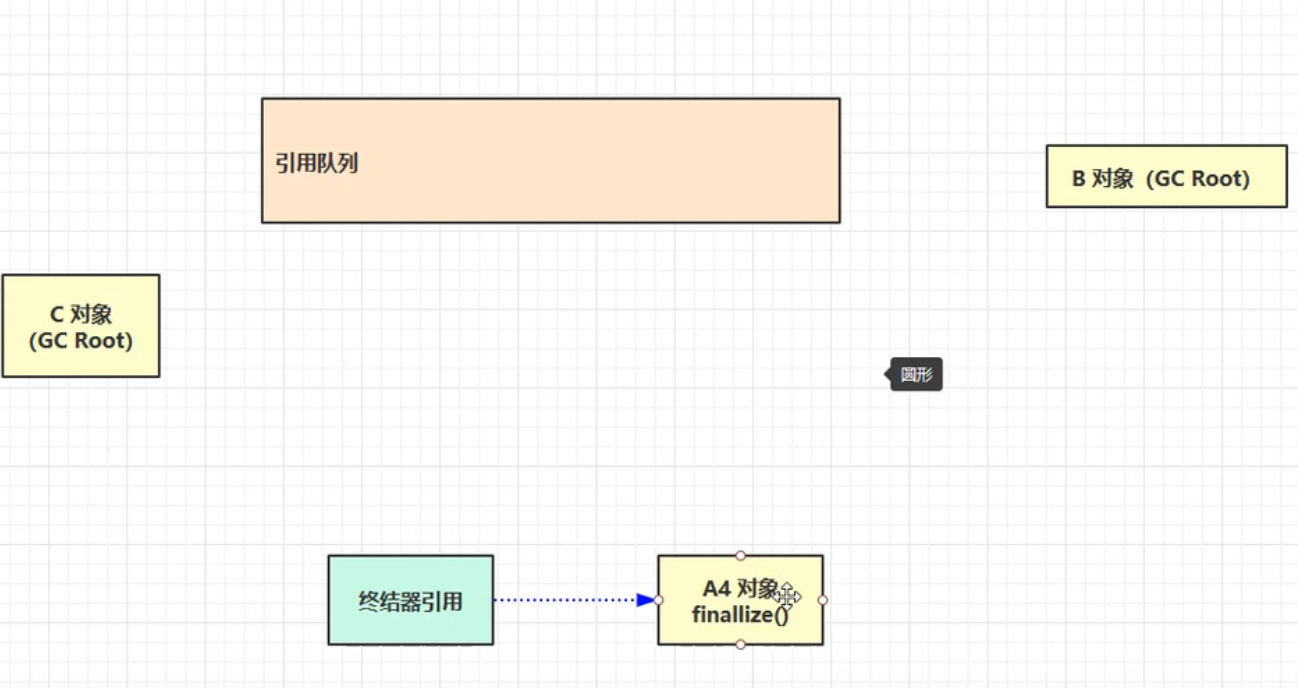 引用队列
B 对象（GC Root)
C 对象
(GC Root)
圆形
终结器引用
A4 对象
finallize()